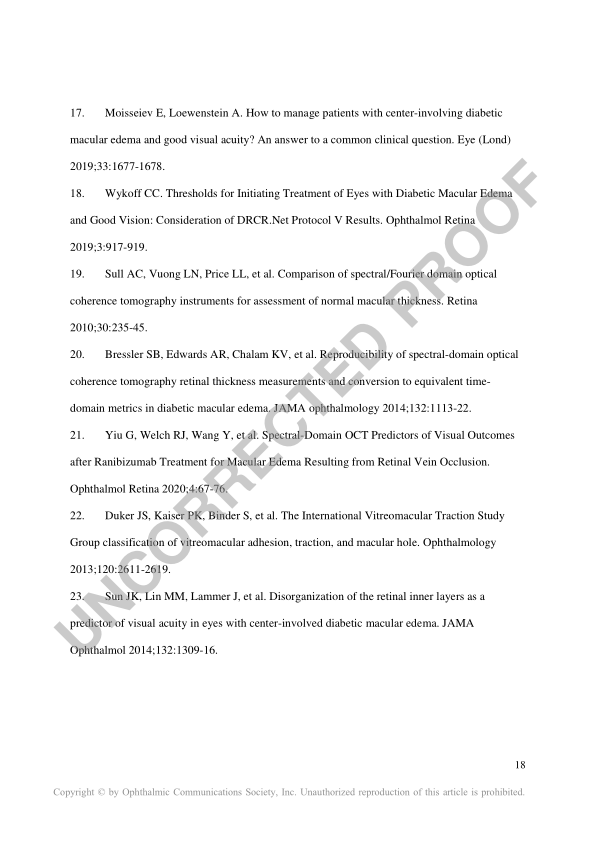 17. Moisseiev E, Loewenstein A. How to manage patients with center-involving diabetic
macular edema and good visual acuity? An answer to a common clinical question. Eye (Lond)
2019;33:1677-1678.
18. Wykoff CC. Thresholds for Initiating Treatment of Eyes with Diabetic Macular Edema
and Good Vision: Consideration of DRCR.Net Protocol V Results. Ophthalmol Retina
2019;3:917-919.
19. Sull AC, Vuong LN, Price LL, et al. Comparison of spectral/Fourier domain optical
coherence tomography instruments for assessment of normal macular thickness. Retina
2010;30:235-45.
20. Bressler SB, Edwards AR, Chalam KV, et al. Reproducibility of spectral-domain optical
coherence tomography retinal thickness measurements and conversion to equivalent time-
domain metrics in diabetic macular edema. JAMA ophthalmology 2014;132:1113-22.
21. Yiu G, Welch RJ, Wang Y, et al. Spectral-Domain OCT Predictors of Visual Outcomes
after Ranibizumab Treatment for Macular Edema Resulting from Retinal Vein Occlusion.
Ophthalmol Retina 2020;4:67-76.
22. Duker JS, Kaiser PK, Binder S, et al. The International Vitreomacular Traction Study
Group classification of vitreomacular adhesion, traction, and macular hole. Ophthalmology
2013;120:2611-2619.
23. Sun JK, Lin MM, Lammer J, et al. Disorganization of the retinal inner layers as a
predictor of visual acuity in eyes with center-involved diabetic macular edema. JAMA
Ophthalmol 2014;132:1309-16.
UNCORRECTED PROOF
18
Copyright © by Ophthalmic Communications Society, Inc. Unauthorized reproduction of this article is prohibited.